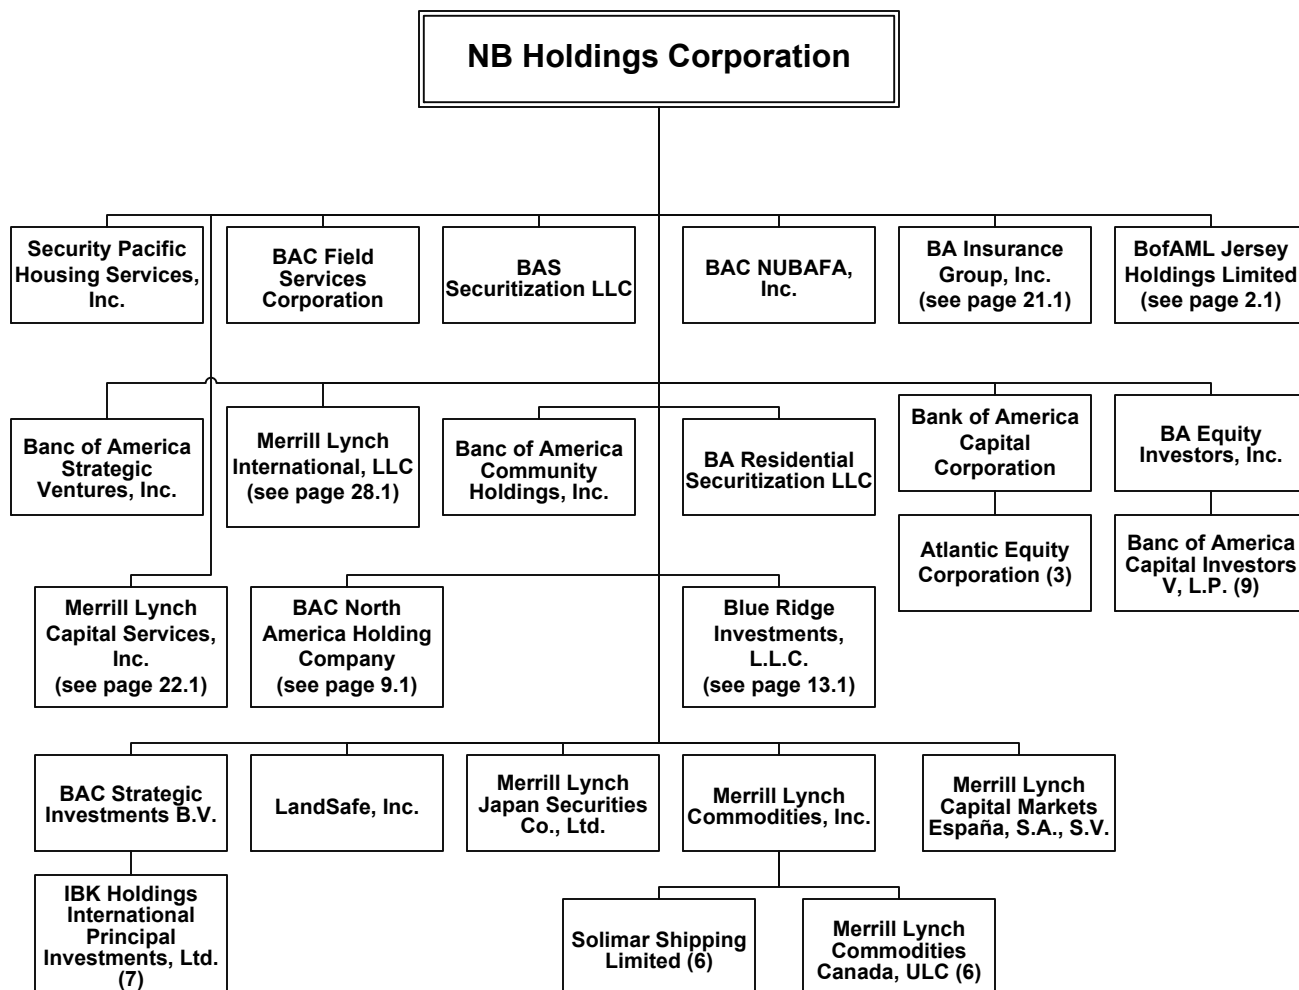 NB Holdings Corporation
Security Pacific
Housing Services,
Inc.
BAC Field
Services
Corporation
BAS
Securitization LLC
BAC NUBAFA,
Inc.
BA Insurance
Group, Inc.
(see page 21.1)
BofAML Jersey
Holdings Limited
(see page 2.1)
Banc of America
Strategic
Ventures, Inc.
Merrill Lynch
International, LLC
(see page 28.1)
Banc of America
Community
Holdings, Inc.
BA Residential
Securitization LLC
Bank of America
Capital
Corporation
BA Equity
Investors, Inc.
Atlantic Equity
Corporation (3)
Banc of America
Capital Investors
V, L.P. (9)
Merrill Lynch
Capital Services,
Inc.
(see page 22.1)
BAC North
America Holding
Company
(see page 9.1)
Blue Ridge
Investments,
L.L.C.
(see page 13.1)
BAC Strategic
Investments B.V.
LandSafe, Inc.
Merrill Lynch
Japan Securities
Co., Ltd.
Merrill Lynch
Commodities, Inc.
Merrill Lynch
Capital Markets
España, S.A., S.V.
IBK Holdings
International
Principal
Investments, Ltd.
(7)
Solimar Shipping
Limited (6)
Merrill Lynch
Commodities
Canada, ULC (6)